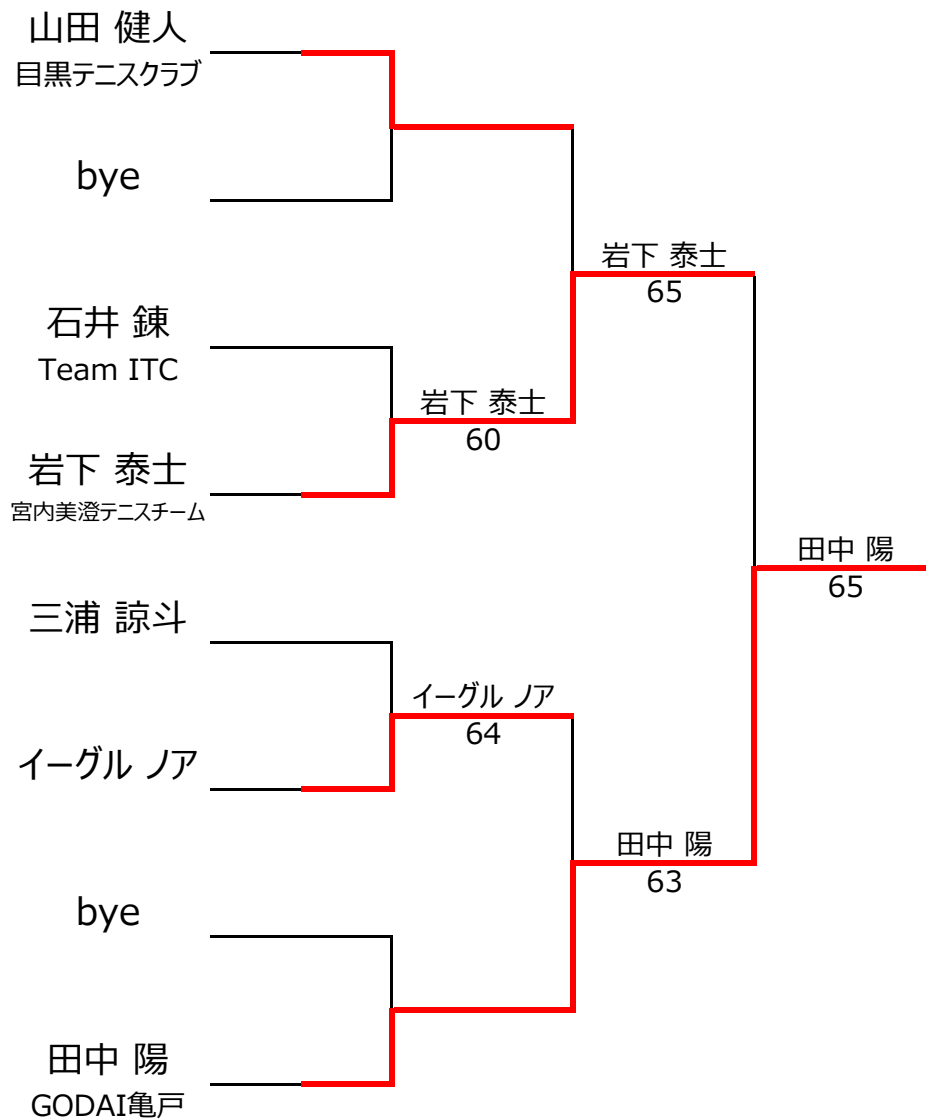 山田 健人
目黒テニスクラブ
bye
石井 錬
Team ITC
岩下 泰士
宮内美澄テニスチーム
三浦 諒斗
イーグル ノア
bye
田中 陽
GODAI亀戸
岩下 泰士
60
イーグル ノア
64
岩下 泰士
65
田中 陽
63
田中 陽
65